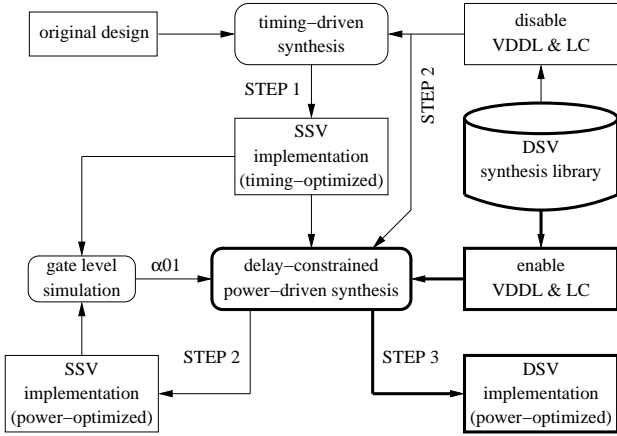 original design
timing−driven
synthesis
disable
VDDL & LC
STEP 1
STEP 2
SSV
implementation
(timing−optimized)
DSV
synthesis library
gate level
simulation
α01
delay−constrained
power−driven synthesis
enable
VDDL & LC
STEP 2
STEP 3
SSV
implementation
(power−optimized)
DSV
implementation
(power−optimized)